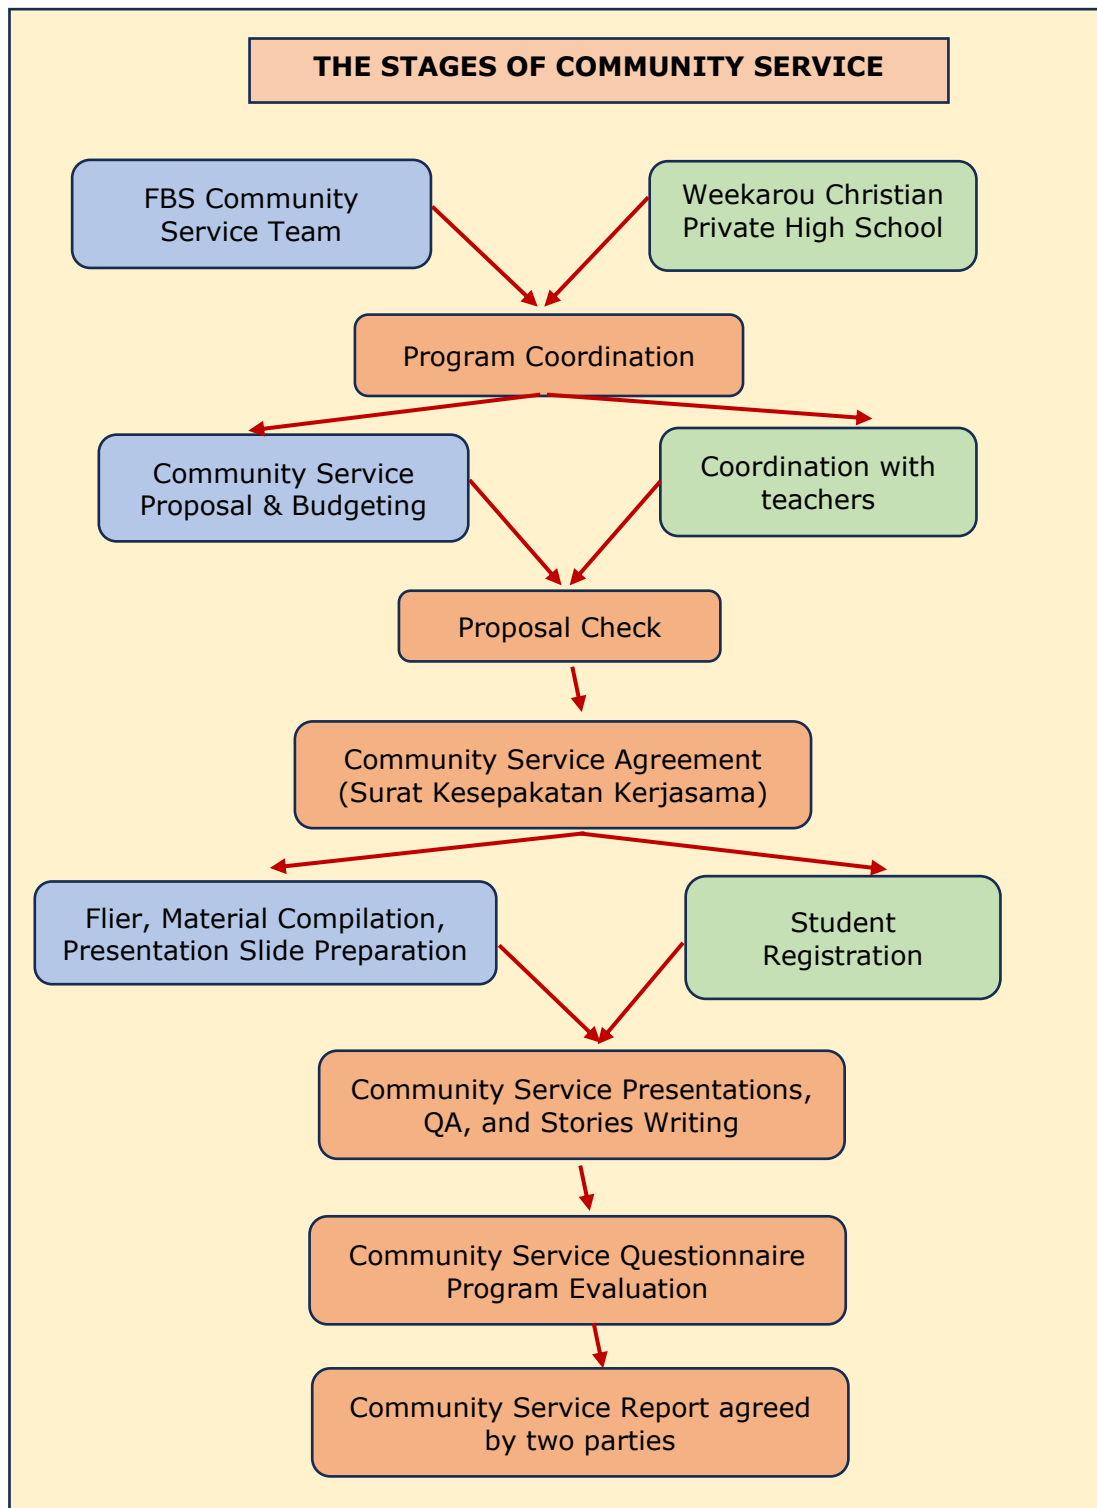 THE STAGES OF COMMUNITY SERVICE
FBS Community
Service Team
Weekarou Christian
Private High School
Program Coordination
Community Service
Proposal & Budgeting
Coordination with
teachers
Proposal Check
Community Service Agreement
(Surat Kesepakatan Kerjasama)
Flier, Material Compilation,
Presentation Slide Preparation
Student
Registration
Community Service Presentations,
QA, and Stories Writing
Community Service Questionnaire
Program Evaluation
Community Service Report agreed
by two parties